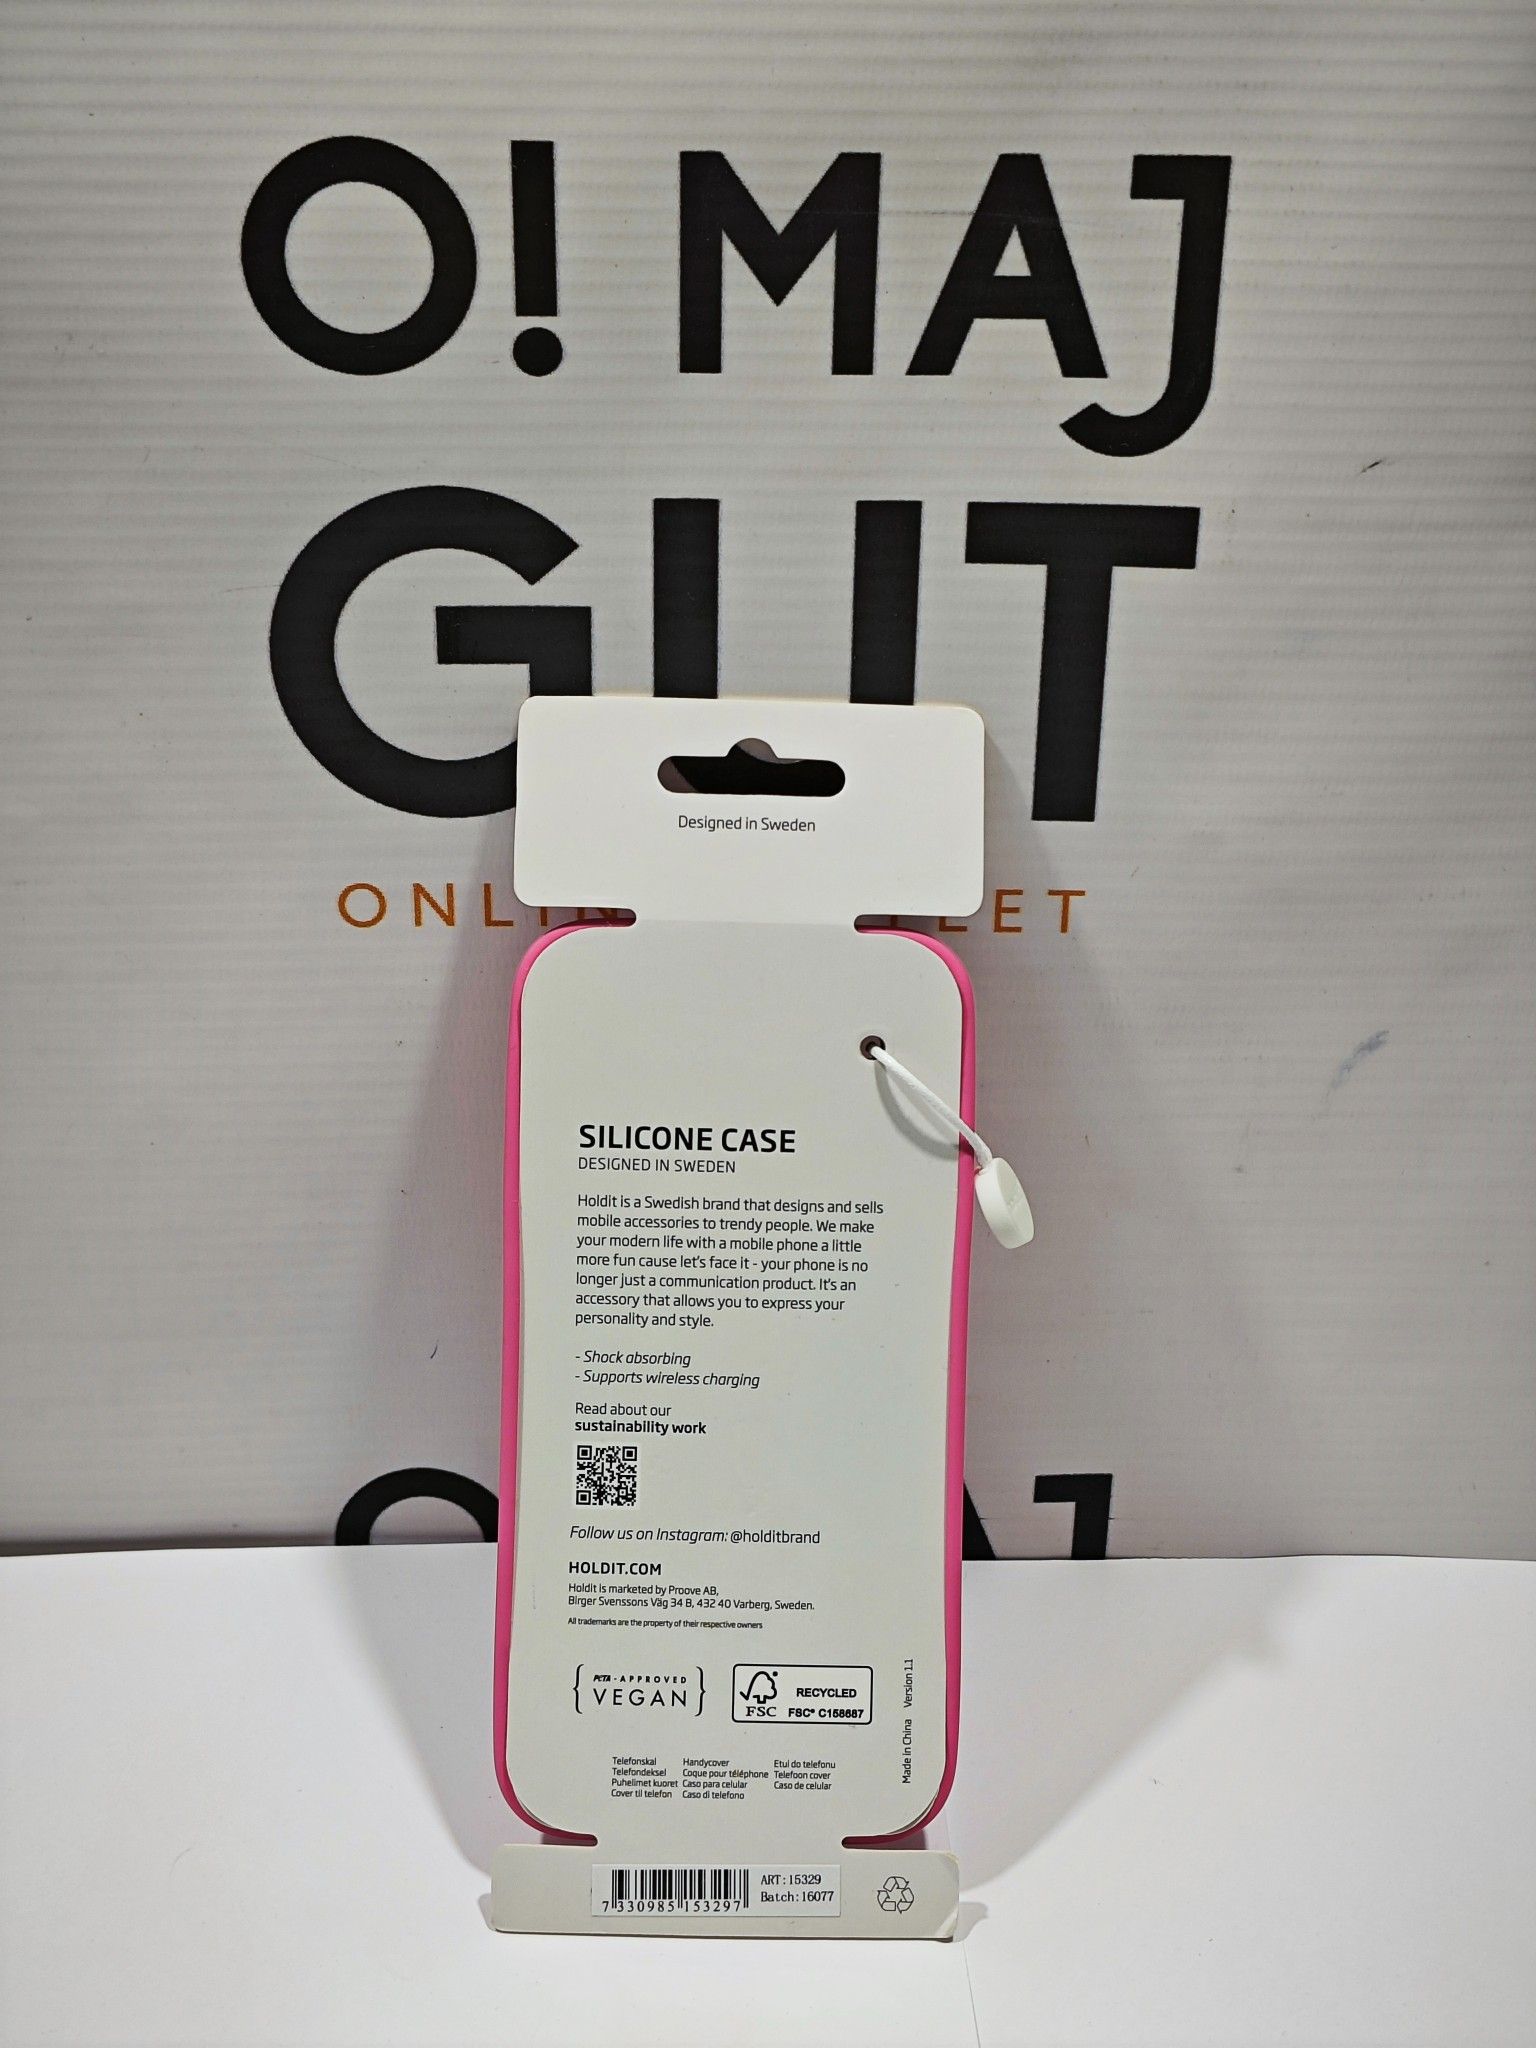 O! MAJ
GUT
ONLIN LET
Designed in Sweden
SILICONE CASE
DESIGNED IN SWEDEN
Holdit is a Swedish brand that designs and sells
mobile accessories to trendy people. We make
your modern life with a mobile phone a little
more fun cause let's face it - your phone is no
longer just a communication product. It's an
accessory that allows you to express your
personality and style.
- Shock absorbing
- Supports wireless charging
Read about our
sustainability work
Follow us on Instagram: @holditbrand
HOLDIT.COM
Holdit is marketed by Proove AB,
Birger Svenssons Väg 34 B, 432 40 Varberg, Sweden.
All trademarks are the property of their respective owners
PETA - APPROVED
VEGAN
FSC
RECYCLED
FSC® C158687
Made in China Version 1.1
Telefonskal Handycover Etui do telefonu
Telefondeksel Coque pour téléphone Telefoon cover
Puhelimet kuoret Caso para celular Caso de celular
Cover til telefon Caso di telefono
7 330985 153297
ART:15329
Batch:16077